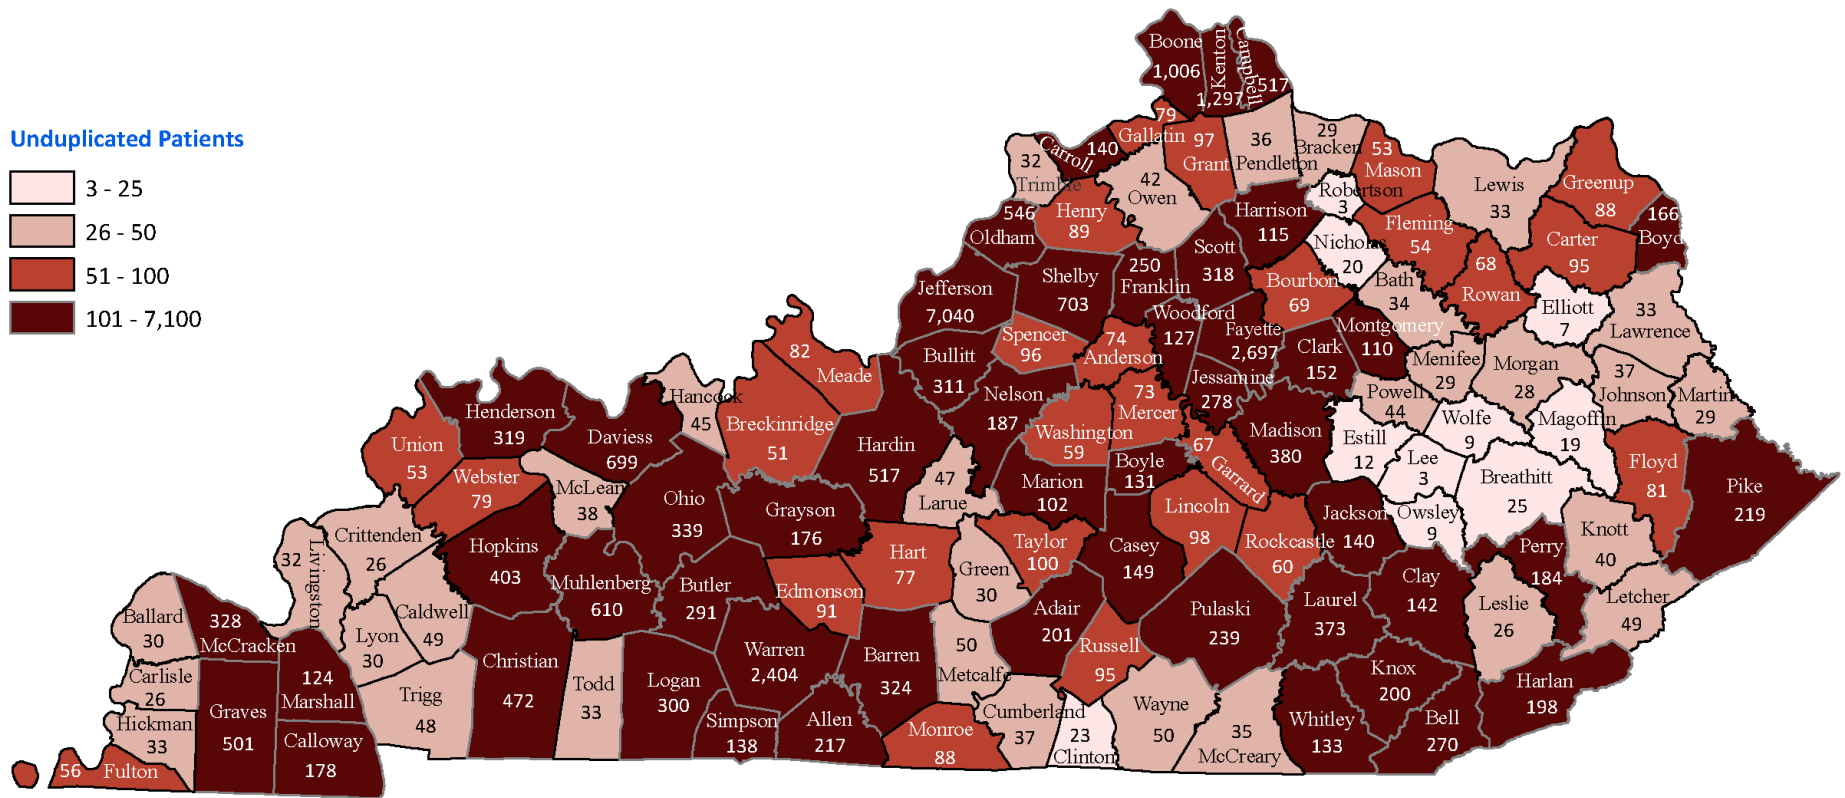 Unduplicated Patients
3 - 25
26 - 50
51 - 100
101 - 7,100
Boone
1,006
Kenton
1,297
Campbell
517
79
Gallatin
97
Grant
36
Pendleton
29
Bracken
53
Mason
Lewis
33
Greenup
88
166
Boyd
Carter
95
32
Trimble
Carroll
140
42
Owen
Robertson
3
Fleming
54
68
Rowan
546
Oldham
Henry
89
Harrison
115
Nicholas
20
Bath
34
Elliott
7
33
Lawrence
Jefferson
7,040
Shelby
703
250
Franklin
Scott
318
Bourbon
69
Woodford
127
Fayette
2,697
Montgomery
110
Menifee
29
Morgan
28
37
Johnson
Martin
29
Spencer
96
74
Anderson
Clark
152
Jessamine
278
Powell
44
Wolfe
9
Magoffin
19
82
Meade
Bullitt
311
Nelson
187
73
Mercer
Washington
59
67
Garrard
Madison
380
Estill
12
Lee
3
Breathitt
25
Floyd
81
Pike
219
Hancock
45
Breckinridge
51
Hardin
517
47
Larue
Marion
102
Boyle
131
Lincoln
98
Rockcastle
60
Jackson
140
Owsley
9
Perry
184
Knott
40
Henderson
319
Daviess
699
Union
53
Webster
79
McLean
38
Ohio
339
Grayson
176
Hart
77
Green
30
Taylor
100
Casey
149
Pulaski
239
Laurel
373
Clay
142
Leslie
26
Letcher
49
Crittenden
26
32
Livingston
Hopkins
403
Muhlenberg
610
Butler
291
Edmonson
91
Adair
201
Russell
95
Ballard
30
328
McCracken
Lyon
30
Caldwell
49
Christian
472
Todd
33
Logan
300
Warren
2,404
Barren
324
50
Metcalfe
Knox
200
Harlan
198
Carlisle
26
Graves
501
124
Marshall
Trigg
48
Simpson
138
Allen
217
Monroe
88
Cumberland
37
23
Clinton
Wayne
50
35
McCreary
Whitley
133
Bell
270
Hickman
33
Calloway
178
56
Fulton